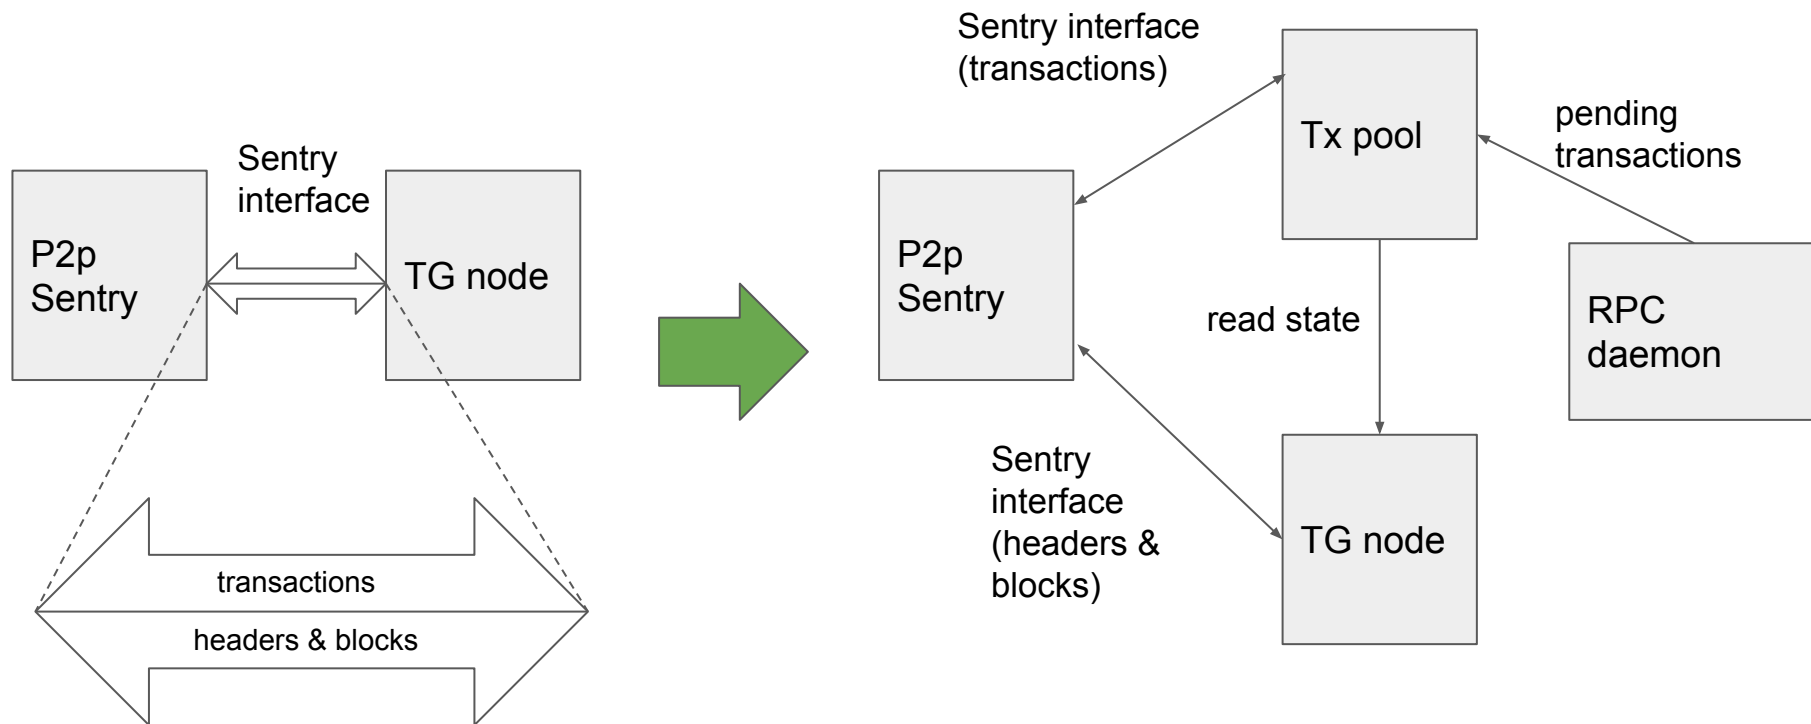 Sentry
interface
P2p
Sentry
TG node
transactions
headers & blocks
Sentry interface
(transactions)
Tx pool
pending
transactions
P2p
Sentry
read state
RPC
daemon
Sentry
interface
(headers &
blocks)
TG node